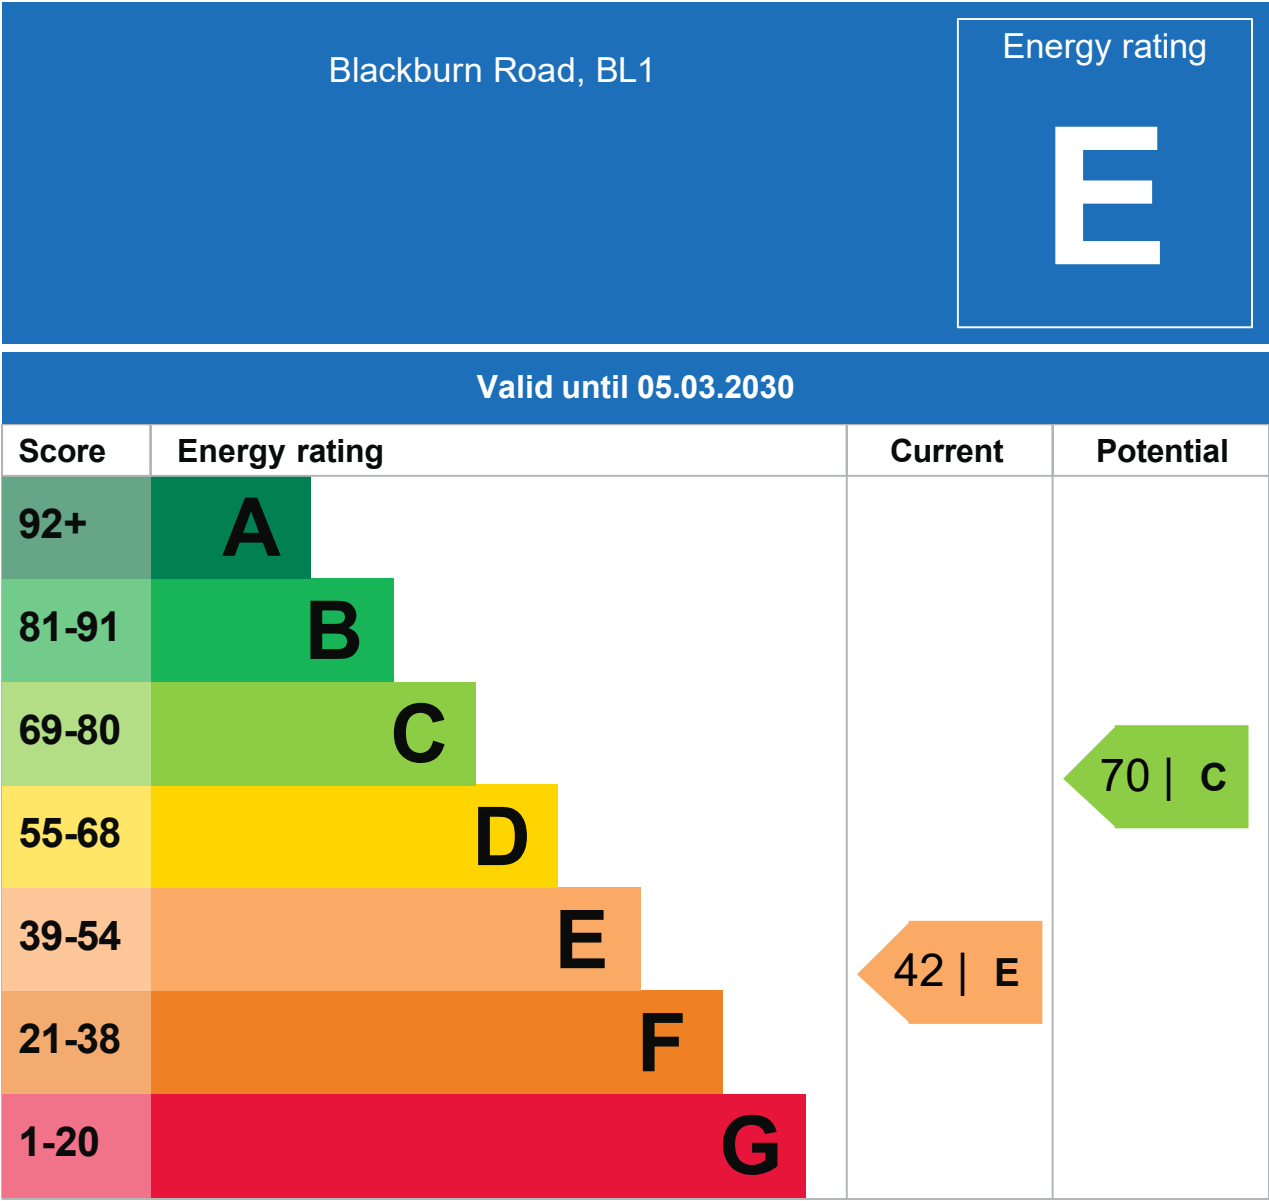 Blackburn Road, BL1
Energy rating
E
Valid until 05.03.2030
Score Energy rating Current Potential
92+ A
81-91 B
69-80 C
70 | C
55-68 D
39-54 E
42 | E
21-38 F
1-20 G